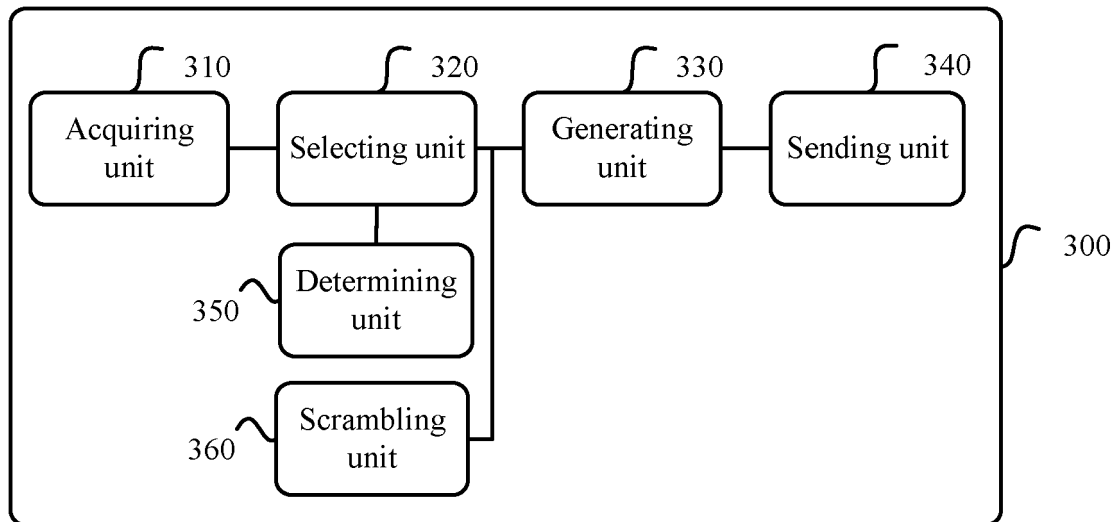 310
320
330
340
Acquiring
unit
Selecting unit
Generating
unit
Sending unit
300
350
Determining
unit
360
Scrambling
unit